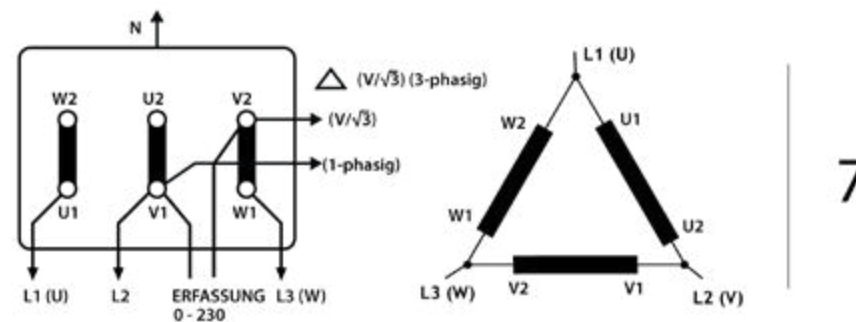 N
△ (V/√3) (3-phasig)
W2 U2 V2
(V/√3)
(1-phasig)
U1 V1 W1
L1 (U) L2 ERFASSUNG L3 (W)
0 - 230
L1 (U)
W2 U1
W1 U2
L3 (W) V2 V1 L2 (V)
7